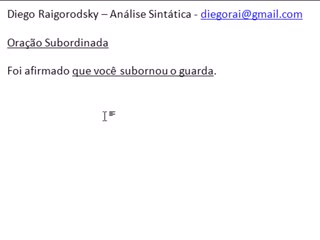 Diego Raigorodsky – Análise Sintática - diegorai@gmail.com
Oração Subordinada
Foi afirmado que você subornou o guarda.